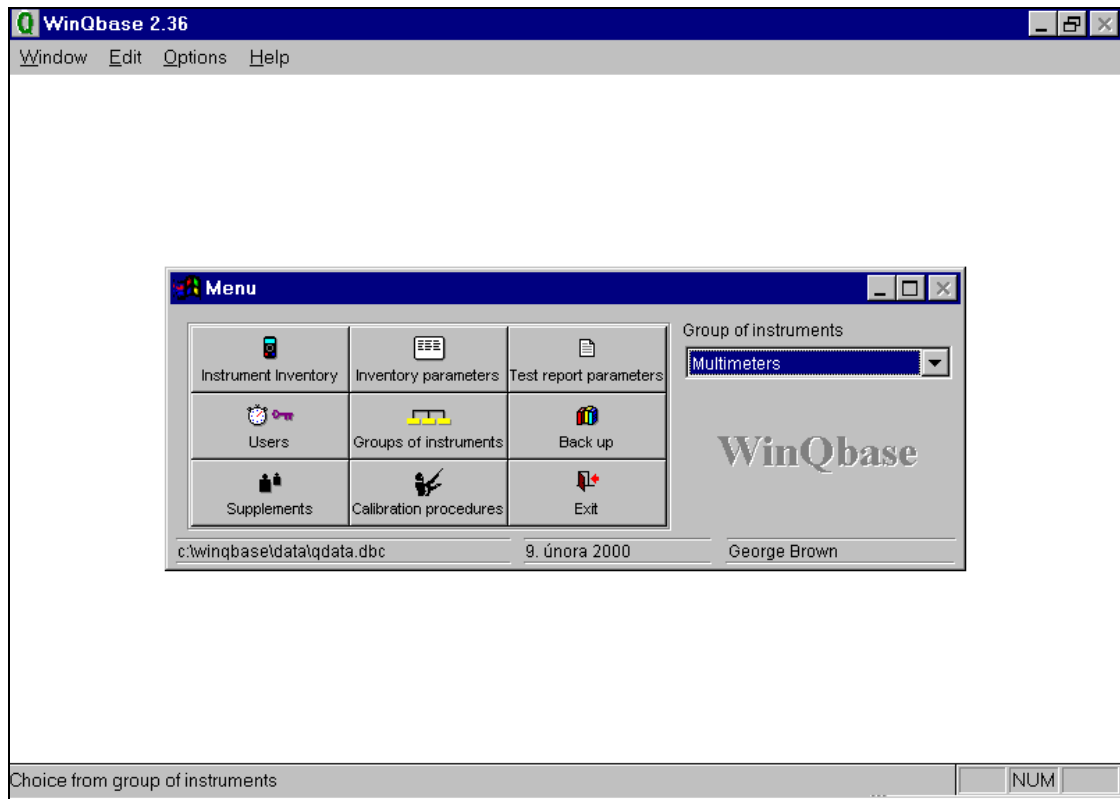 WinQbase 2.36
Window Edit Options Help
Menu
Group of instruments
Multimeters
Instrument Inventory Inventory parameters Test report parameters
Users Groups of instruments Back up
Supplements Calibration procedures Exit
WinQbase
c:\winqbase\data\qdata.dbc 9. února 2000 George Brown
Choice from group of instruments NUM